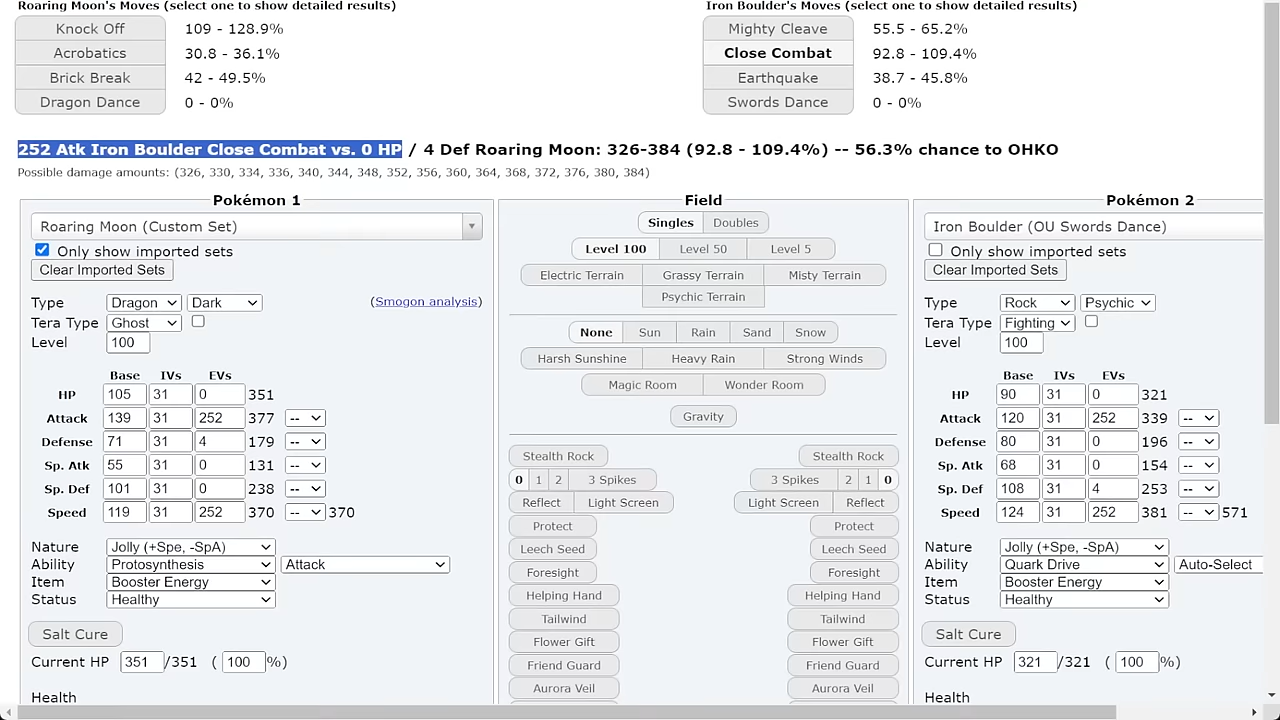 Roaring Moon's Moves (select one to show detailed results)
Iron Boulder's Moves (select one to show detailed results)
Knock Off 109 - 128.9%
Mighty Cleave 55.5 - 65.2%
Acrobatics 30.8 - 36.1%
Close Combat 92.8 - 109.4%
Brick Break 42 - 49.5%
Earthquake 38.7 - 45.8%
Dragon Dance 0 - 0%
Swords Dance 0 - 0%
252 Atk Iron Boulder Close Combat vs. 0 HP / 4 Def Roaring Moon: 326-384 (92.8 - 109.4%) -- 56.3% chance to OHKO
Possible damage amounts: (326, 330, 334, 336, 340, 344, 348, 352, 356, 360, 364, 368, 372, 376, 380, 384)
Pokémon 1
Roaring Moon (Custom Set)
Only show imported sets
Clear Imported Sets
Type Dragon Dark (Smogon analysis)
Tera Type Ghost
Level 100
Base IVs EVs
HP 105 31 0 351
Attack 139 31 252 377 --
Defense 71 31 4 179 --
Sp. Atk 55 31 0 131 --
Sp. Def 101 31 0 238 --
Speed 119 31 252 370 -- 370
Nature Jolly (+Spe, -SpA)
Ability Protosynthesis Attack
Item Booster Energy
Status Healthy
Salt Cure
Current HP 351 /351 ( 100 %)
Health
Field
Singles Doubles
Level 100 Level 50 Level 5
Electric Terrain Grassy Terrain Misty Terrain
Psychic Terrain
None Sun Rain Sand Snow
Harsh Sunshine Heavy Rain Strong Winds
Magic Room Wonder Room
Gravity
Stealth Rock Stealth Rock
0 1 2 3 Spikes 3 Spikes 2 1 0
Reflect Light Screen Light Screen Reflect
Protect Protect
Leech Seed Leech Seed
Foresight Foresight
Helping Hand Helping Hand
Tailwind Tailwind
Flower Gift Flower Gift
Friend Guard Friend Guard
Aurora Veil Aurora Veil
Pokémon 2
Iron Boulder (OU Swords Dance)
Only show imported sets
Clear Imported Sets
Type Rock Psychic
Tera Type Fighting
Level 100
Base IVs EVs
HP 90 31 0 321
Attack 120 31 252 339 --
Defense 80 31 0 196 --
Sp. Atk 68 31 0 154 --
Sp. Def 108 31 4 253 --
Speed 124 31 252 381 -- 571
Nature Jolly (+Spe, -SpA)
Ability Quark Drive Auto-Select
Item Booster Energy
Status Healthy
Salt Cure
Current HP 321 /321 ( 100 %)
Health